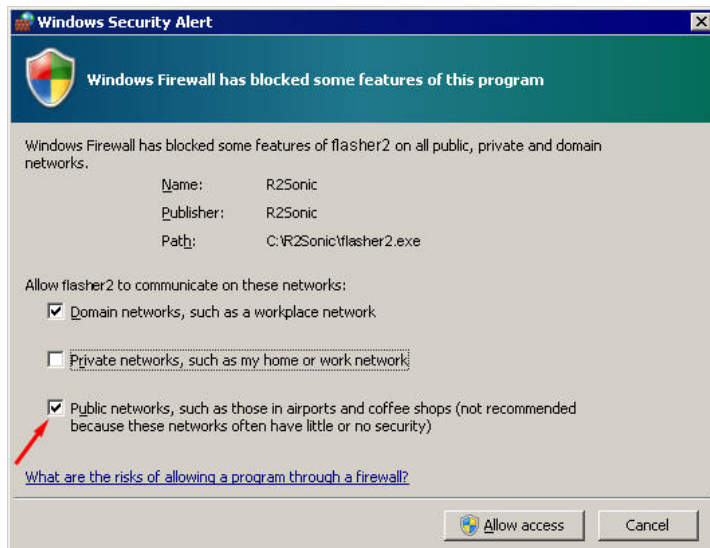 Windows Security Alert
Windows Firewall has blocked some features of this program
Windows Firewall has blocked some features of flasher2 on all public, private and domain
networks.
Name: R2Sonic
Publisher: R2Sonic
Path: C:\R2Sonic\flasher2.exe
Allow flasher2 to communicate on these networks:
Domain networks, such as a workplace network
Private networks, such as my home or work network
Public networks, such as those in airports and coffee shops (not recommended
because these networks often have little or no security)
What are the risks of allowing a program through a firewall?
Allow access Cancel